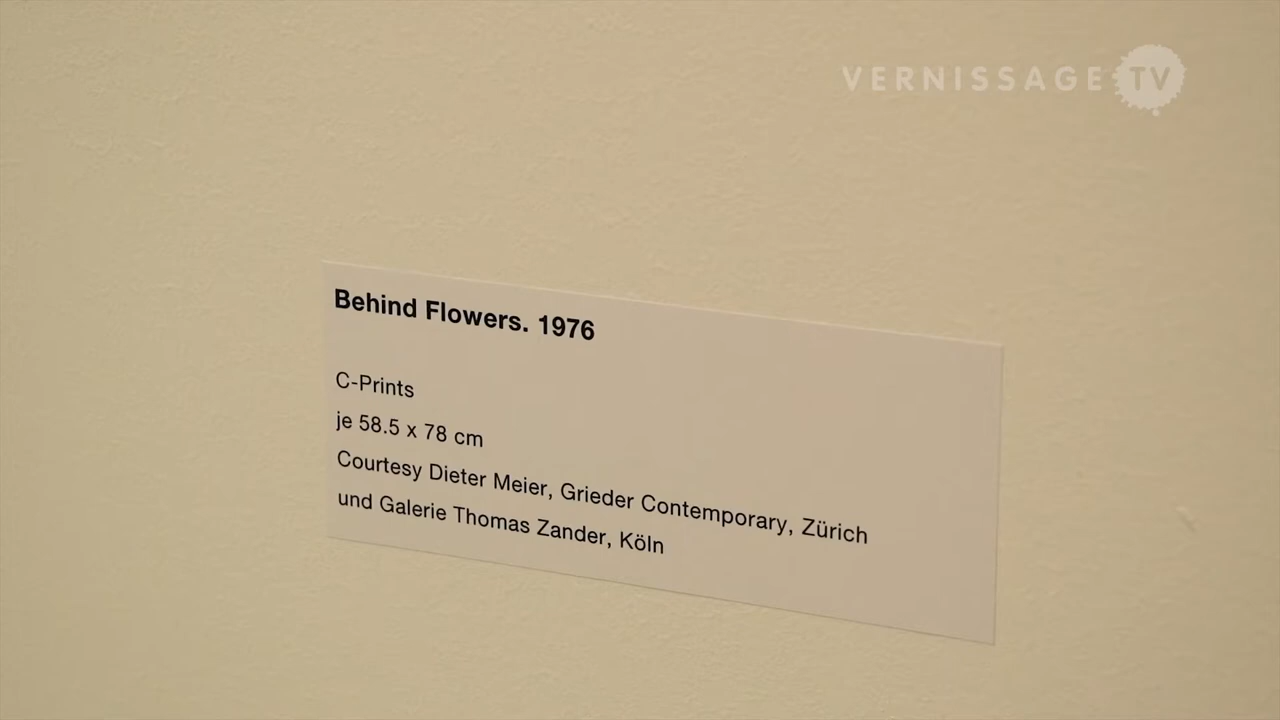 VERNISSAGE TV
Behind Flowers. 1976
C-Prints
je 58.5 x 78 cm
Courtesy Dieter Meier, Grieder Contemporary, Zürich
und Galerie Thomas Zander, Köln